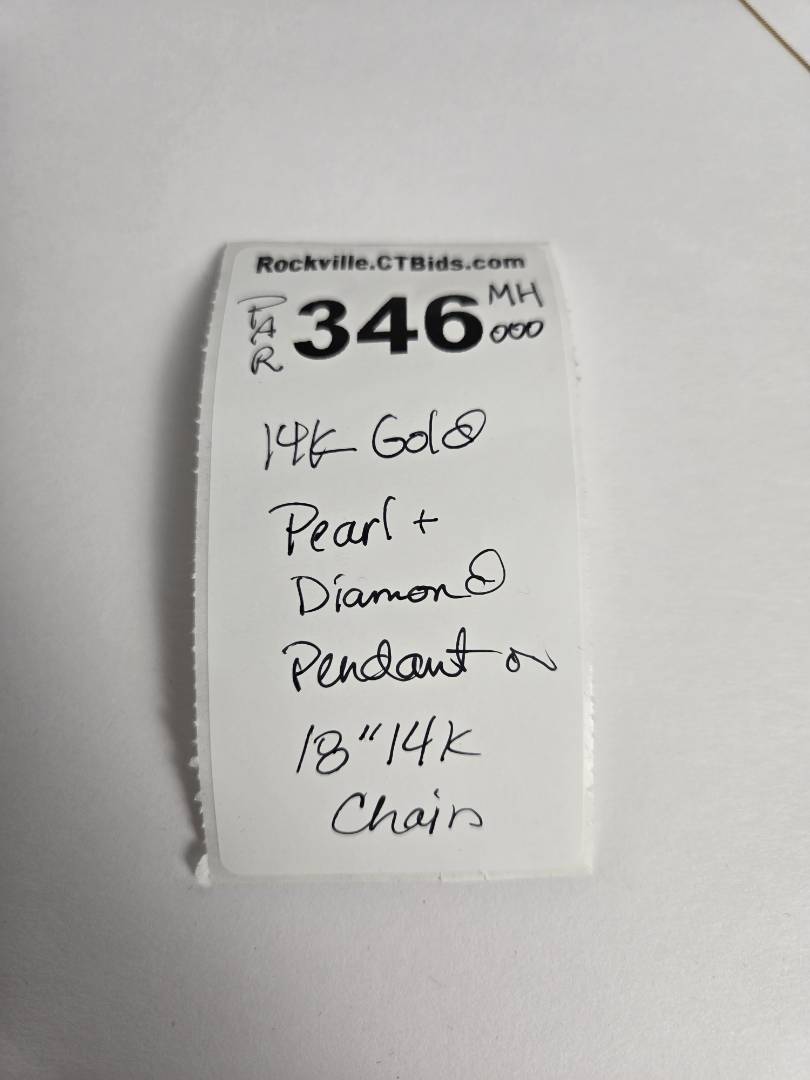 Rockville.CTBids.com
PAR 346 MH
000
14K Gold
Pearl +
Diamond
Pendant on
18" 14K
Chain